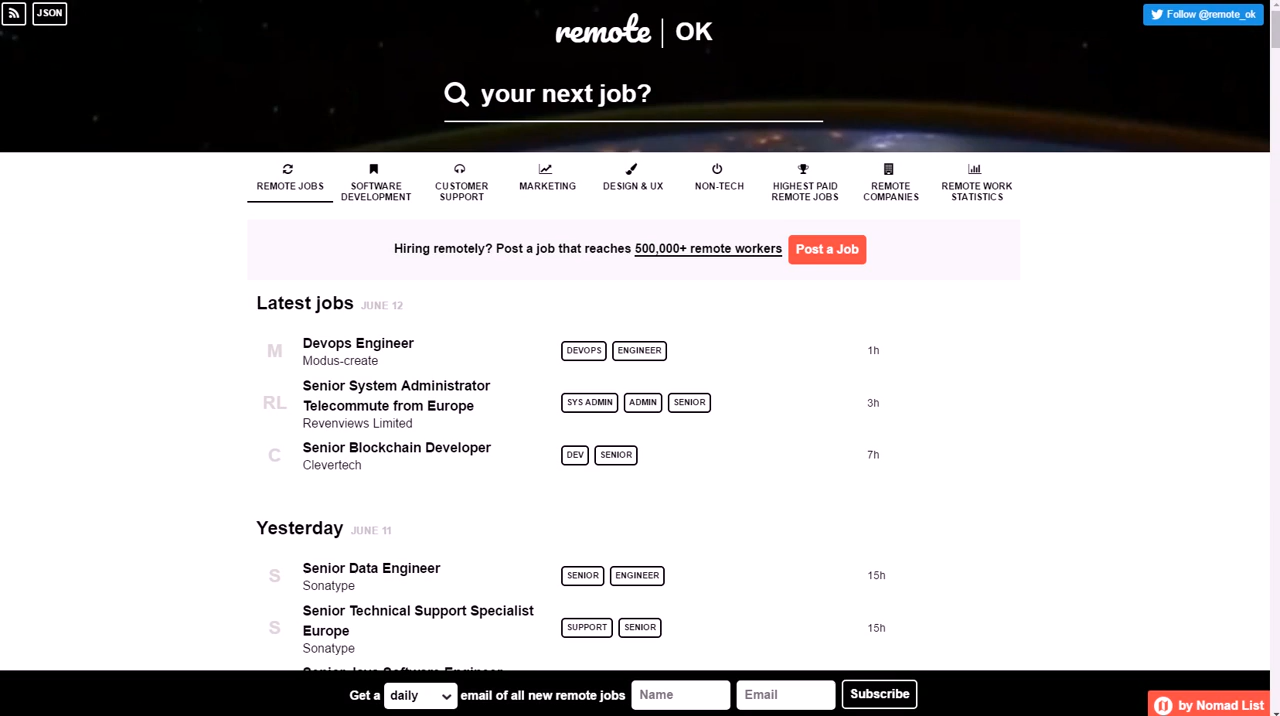 JSON
remote | OK
Follow @remote_ok
your next job?
REMOTE JOBS
SOFTWARE
DEVELOPMENT
CUSTOMER
SUPPORT
MARKETING
DESIGN & UX
NON-TECH
HIGHEST PAID
REMOTE JOBS
REMOTE
COMPANIES
REMOTE WORK
STATISTICS
Hiring remotely? Post a job that reaches 500,000+ remote workers Post a Job
Latest jobs JUNE 12
M
Devops Engineer
Modus-create
DEVOPS ENGINEER
1h
RL
Senior System Administrator
Telecommute from Europe
Revenviews Limited
SYS ADMIN ADMIN SENIOR
3h
C
Senior Blockchain Developer
Clevertech
DEV SENIOR
7h
Yesterday JUNE 11
S
Senior Data Engineer
Sonatype
SENIOR ENGINEER
15h
S
Senior Technical Support Specialist
Europe
Sonatype
SUPPORT SENIOR
15h
Senior Java Software Engineer
Get a daily email of all new remote jobs Name Email Subscribe
by Nomad List